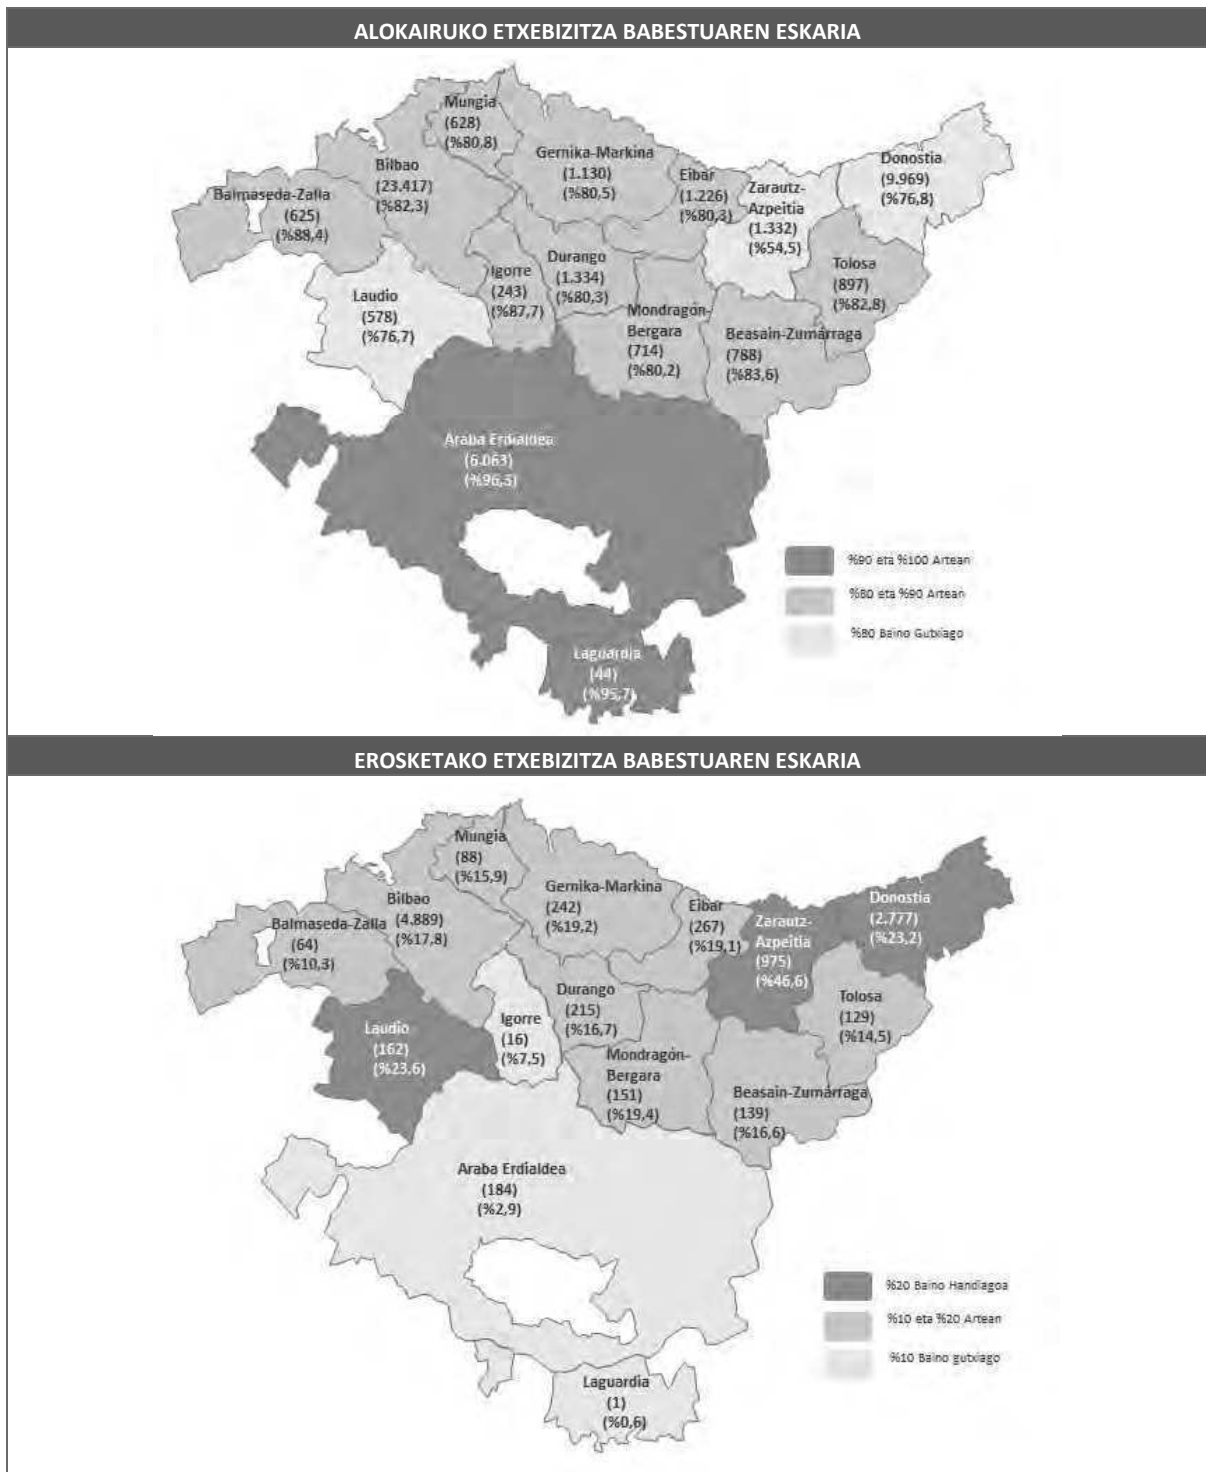 ALOKAIRUKO ETXEBIZITZA BABESTUAREN ESKARIA
Mungia
(628)
(%80,8)
Gernika-Markina
(1.130)
(%80,5)
Bilbao
(23.417)
(%82,3)
Eibar
(1.226)
(%80,3)
Donostia
(9.969)
(%76,8)
Zarautz-
Azpeitia
(1.332)
(%54,5)
Balmaseda-Zalla
(625)
(%88,4)
Durango
(1.334)
(%80,3)
Igorre
(243)
(%87,7)
Tolosa
(897)
(%82,8)
Laudio
(578)
(%76,7)
Mondragón-
Bergara
(714)
(%80,2)
Beasain-Zumárraga
(788)
(%83,6)
Araba Erdialdea
(6.063)
(%96,3)
%90 eta %100 Artean
%80 eta %90 Artean
%80 Baino Gutxiago
Laguardia
(44)
(%95,7)
EROSKETAKO ETXEBIZITZA BABESTUAREN ESKARIA
Mungia
(88)
(%15,9)
Gernika-Markina
(242)
(%19,2)
Bilbao
(4.889)
(%17,8)
Eibar
(267)
(%19,1)
Donostia
(2.777)
(%23,2)
Zarautz-
Azpeitia
(975)
(%46,6)
Balmaseda-Zalla
(64)
(%10,3)
Durango
(215)
(%16,7)
Tolosa
(129)
(%14,5)
Igorre
(16)
(%7,5)
Laudio
(162)
(%23,6)
Mondragón-
Bergara
(151)
(%19,4)
Beasain-Zumárraga
(139)
(%16,6)
Araba Erdialdea
(184)
(%2,9)
%20 Baino Handiagoa
%10 eta %20 Artean
%10 Baino gutxiago
Laguardia
(1)
(%0,6)